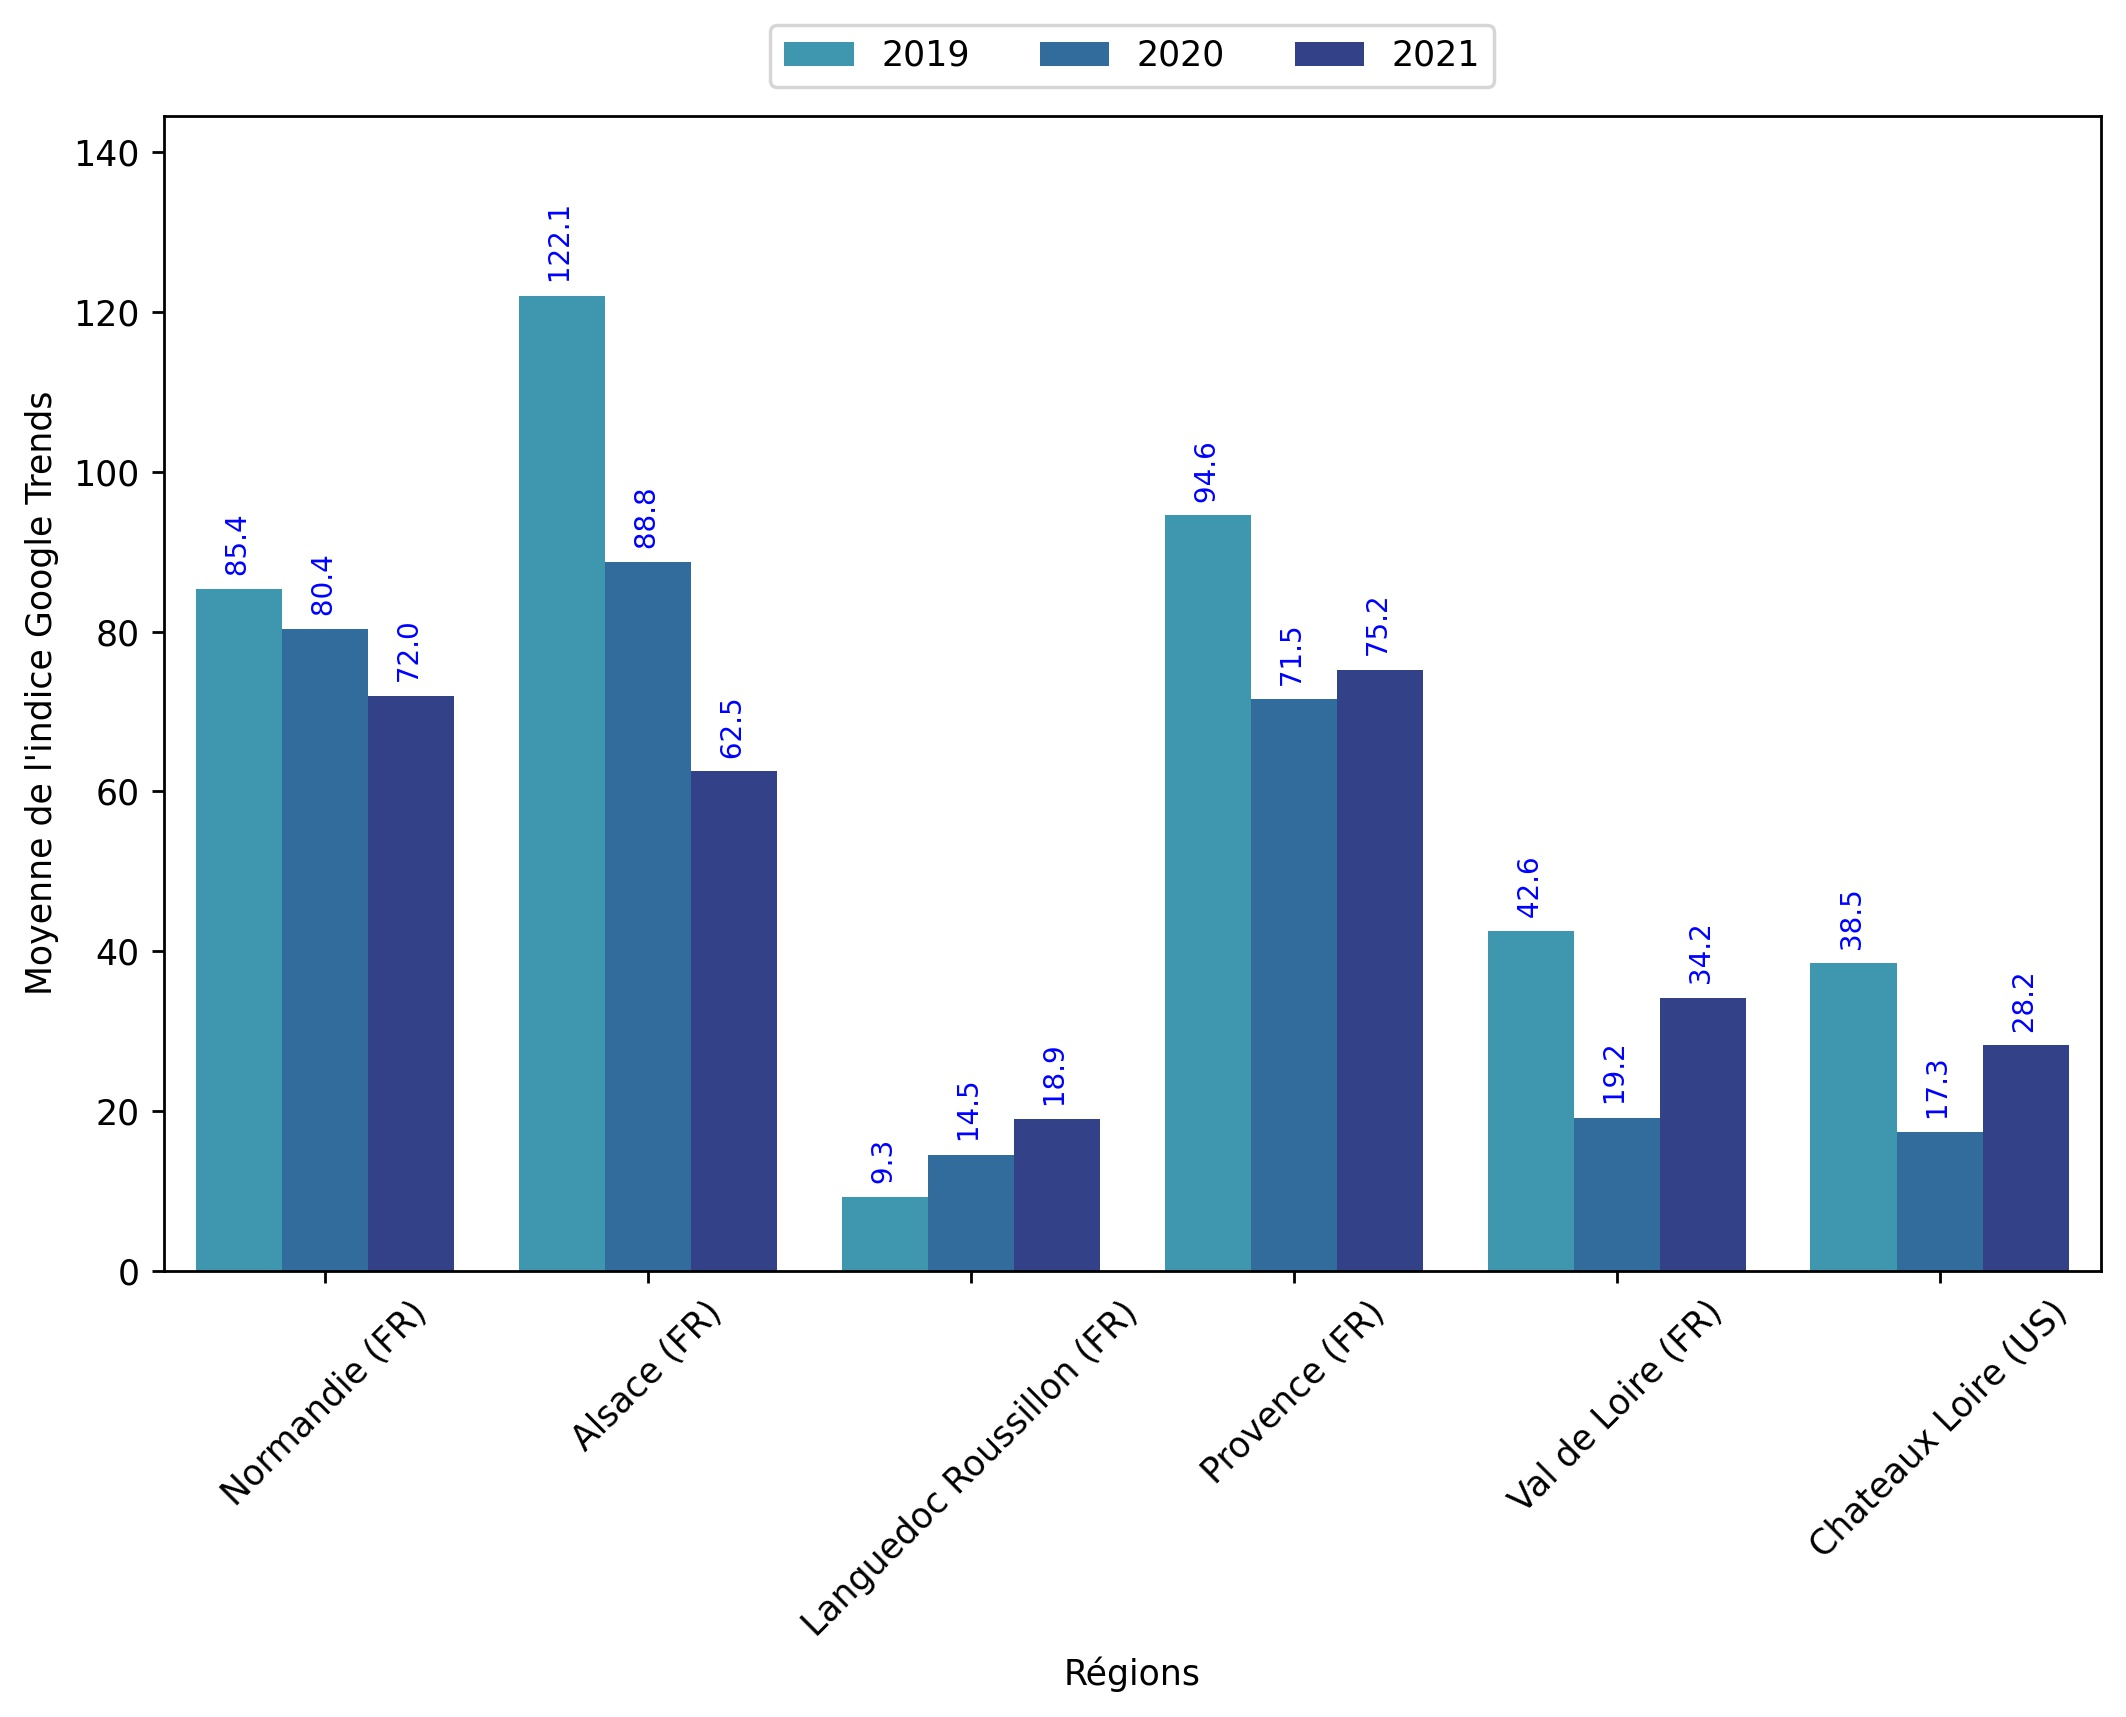 2019 2020 2021
Moyenne de l'indice Google Trends
140
120
100
80
60
40
20
0
85.4 80.4 72.0
122.1 88.8 62.5
9.3 14.5 18.9
94.6 71.5 75.2
42.6 19.2 34.2
38.5 17.3 28.2
Normandie (FR)
Alsace (FR)
Languedoc Roussillon (FR)
Provence (FR)
Val de Loire (FR)
Chateaux Loire (US)
Régions